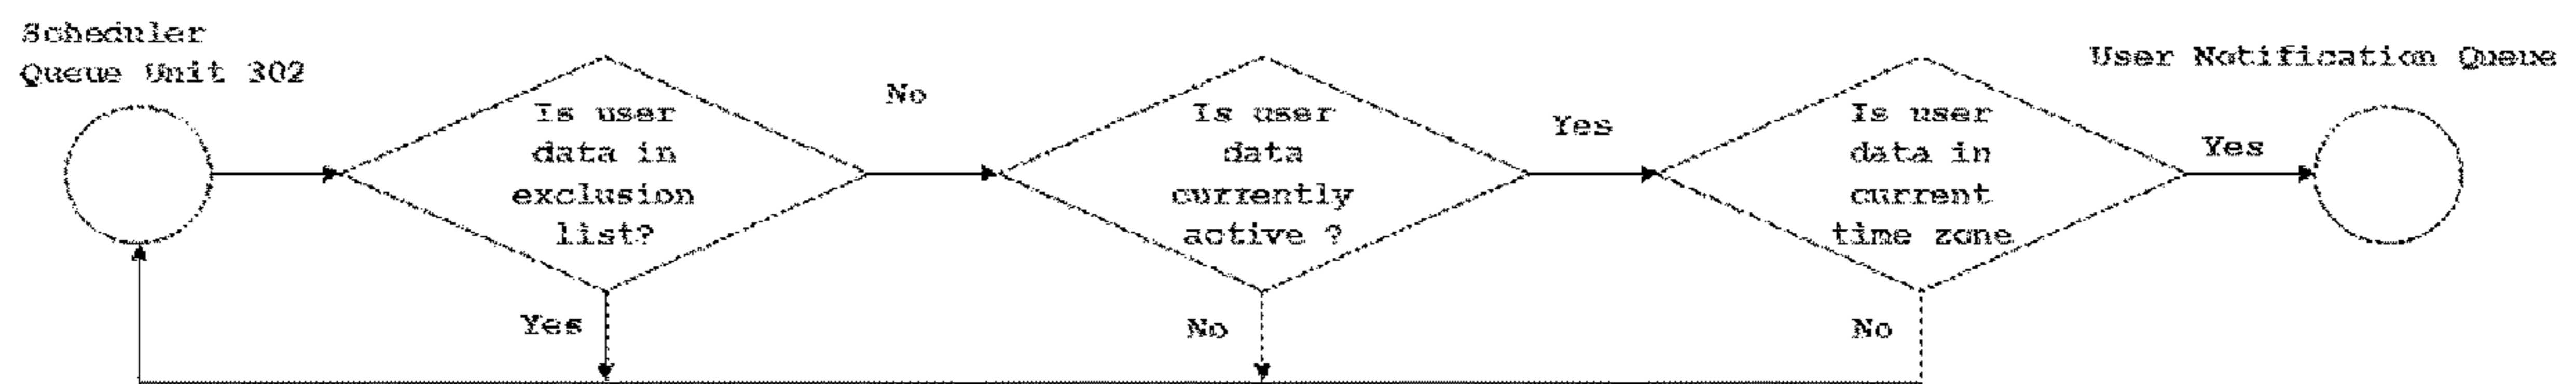 Scheduler
Queue Unit 302
User Notification Queue
Is user
data in
exclusion
list?
No
Is user
data
currently
active ?
Yes
Is user
data in
current
time zone
Yes
Yes
No
No